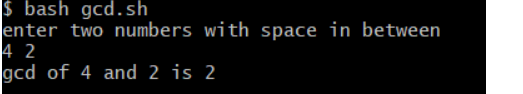 $ bash gcd.sh
enter two numbers with space in between
4 2
gcd of 4 and 2 is 2